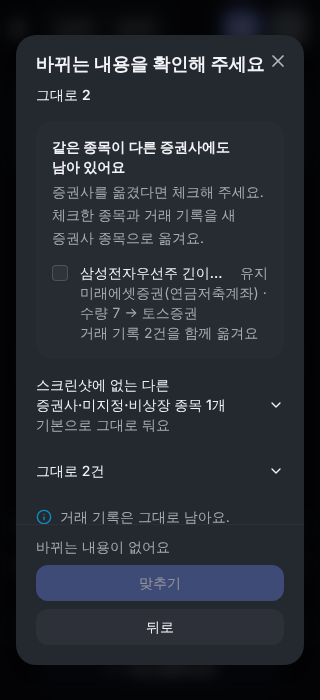 바뀌는 내용을 확인해 주세요
그대로 2
같은 종목이 다른 증권사에도
남아 있어요
증권사를 옮겼다면 체크해 주세요.
체크한 종목과 거래 기록을 새
증권사 종목으로 옮겨요.
삼성전자우선주 긴이... 유지
미래에셋증권(연금저축계좌) ·
수량 7 → 토스증권
거래 기록 2건을 함께 옮겨요
스크린샷에 없는 다른
증권사·미지정·비상장 종목 1개
기본으로 그대로 둬요
그대로 2건
거래 기록은 그대로 남아요.
바뀌는 내용이 없어요
맞추기
뒤로